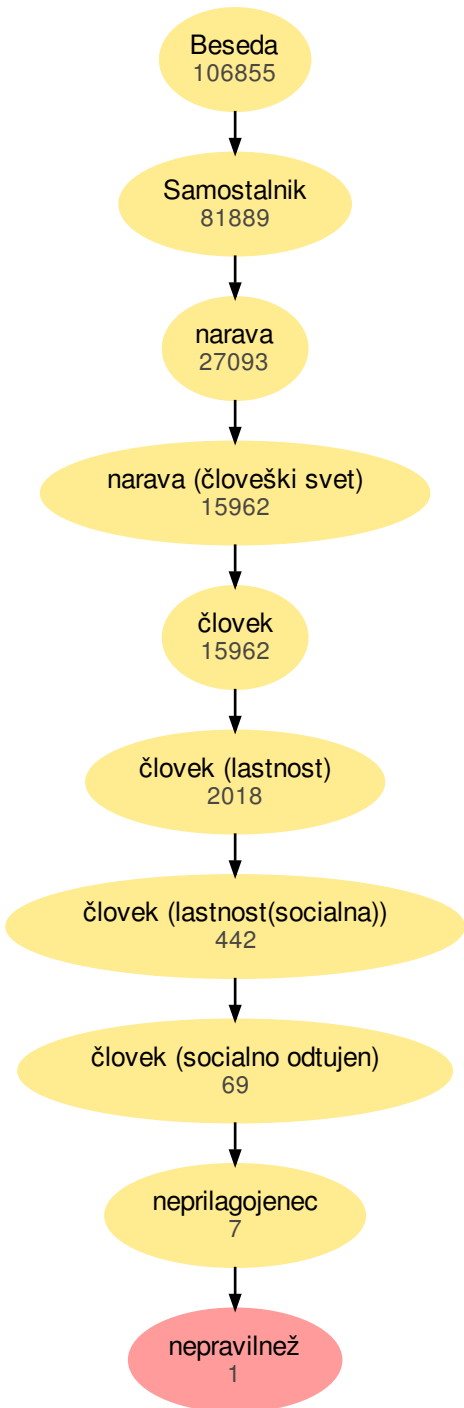 Beseda
106855
Samostalnik
81889
narava
27093
narava (človeški svet)
15962
človek
15962
človek (lastnost)
2018
človek (lastnost(socialna))
442
človek (socialno odtujen)
69
neprilagojenec
7
nepravilnež
1